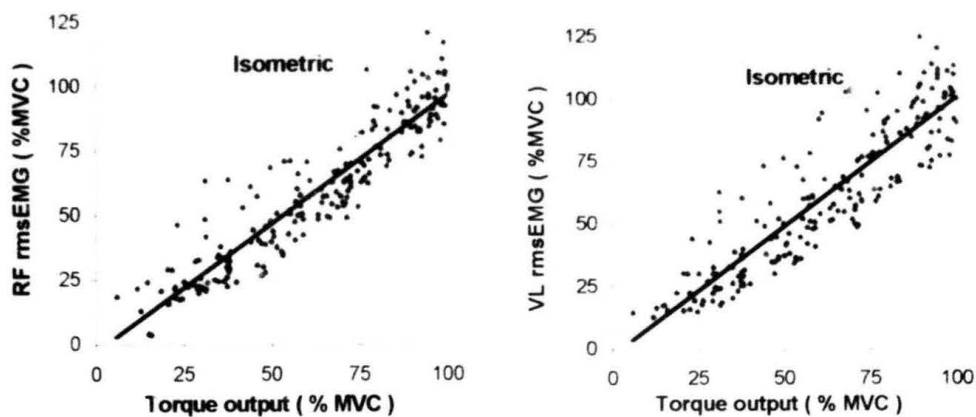 RF rmsEMG ( %MVC )
125
100
75
50
25
0
Isometric
0 25 50 75 100
Torque output ( % MVC )
VL rmsEMG ( %MVC )
125
100
75
50
25
0
Isometric
0 25 50 75 100
Torque output ( % MVC )